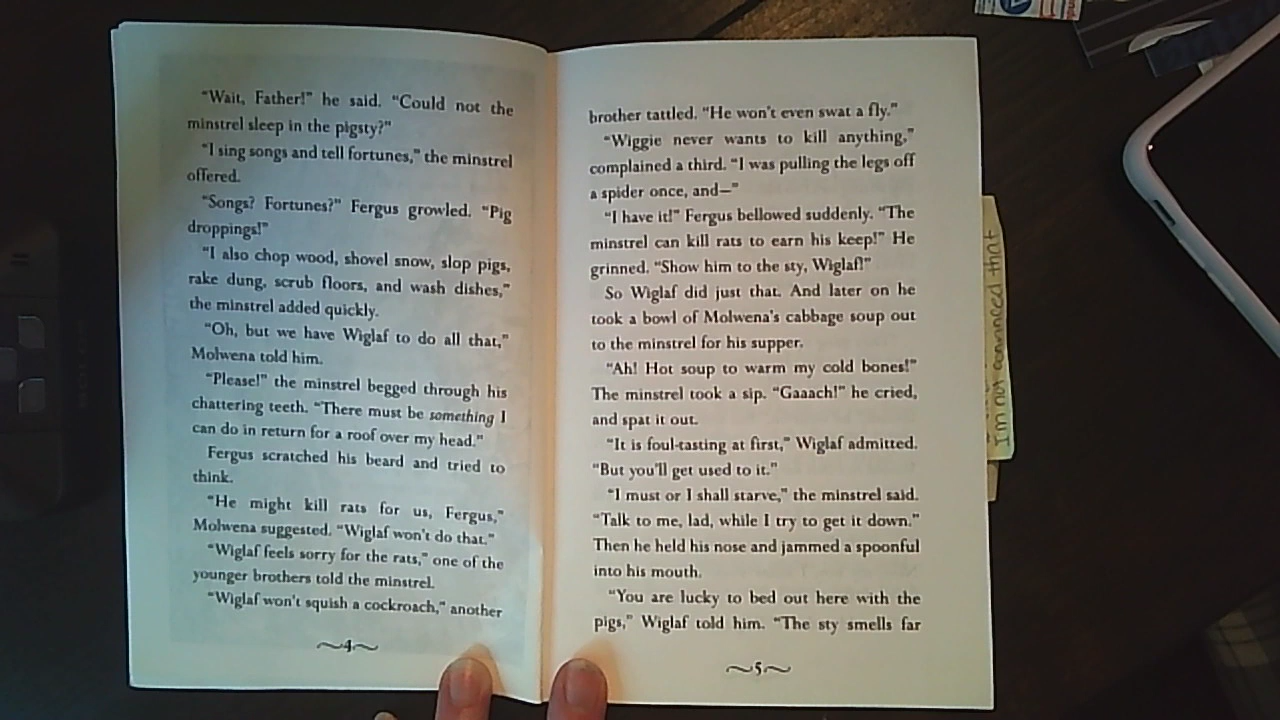 "Wait, Father!" he said. "Could not the
minstrel sleep in the pigsty?"
"I sing songs and tell fortunes," the minstrel
offered.
"Songs? Fortunes?" Fergus growled. "Pig
droppings!"
"I also chop wood, shovel snow, slop pigs,
rake dung, scrub floors, and wash dishes,"
the minstrel added quickly.
"Oh, but we have Wiglaf to do all that,"
Molwena told him.
"Please!" the minstrel begged through his
chattering teeth. "There must be something I
can do in return for a roof over my head."
Fergus scratched his beard and tried to
think.
"He might kill rats for us, Fergus,"
Molwena suggested. "Wiglaf won't do that."
"Wiglaf feels sorry for the rats," one of the
younger brothers told the minstrel.
"Wiglaf won't squish a cockroach," another
4
brother tattled. "He won't even swat a fly."
"Wiggie never wants to kill anything,"
complained a third. "I was pulling the legs off
a spider once, and—"
"I have it!" Fergus bellowed suddenly. "The
minstrel can kill rats to earn his keep!" He
grinned. "Show him to the sty, Wiglaf!"
So Wiglaf did just that. And later on he
took a bowl of Molwena's cabbage soup out
to the minstrel for his supper.
"Ah! Hot soup to warm my cold bones!"
The minstrel took a sip. "Gaaach!" he cried,
and spat it out.
"It is foul-tasting at first," Wiglaf admitted.
"But you'll get used to it."
"I must or I shall starve," the minstrel said.
"Talk to me, lad, while I try to get it down."
Then he held his nose and jammed a spoonful
into his mouth.
"You are lucky to bed out here with the
pigs," Wiglaf told him. "The sty smells far
5
I'm not convinced that